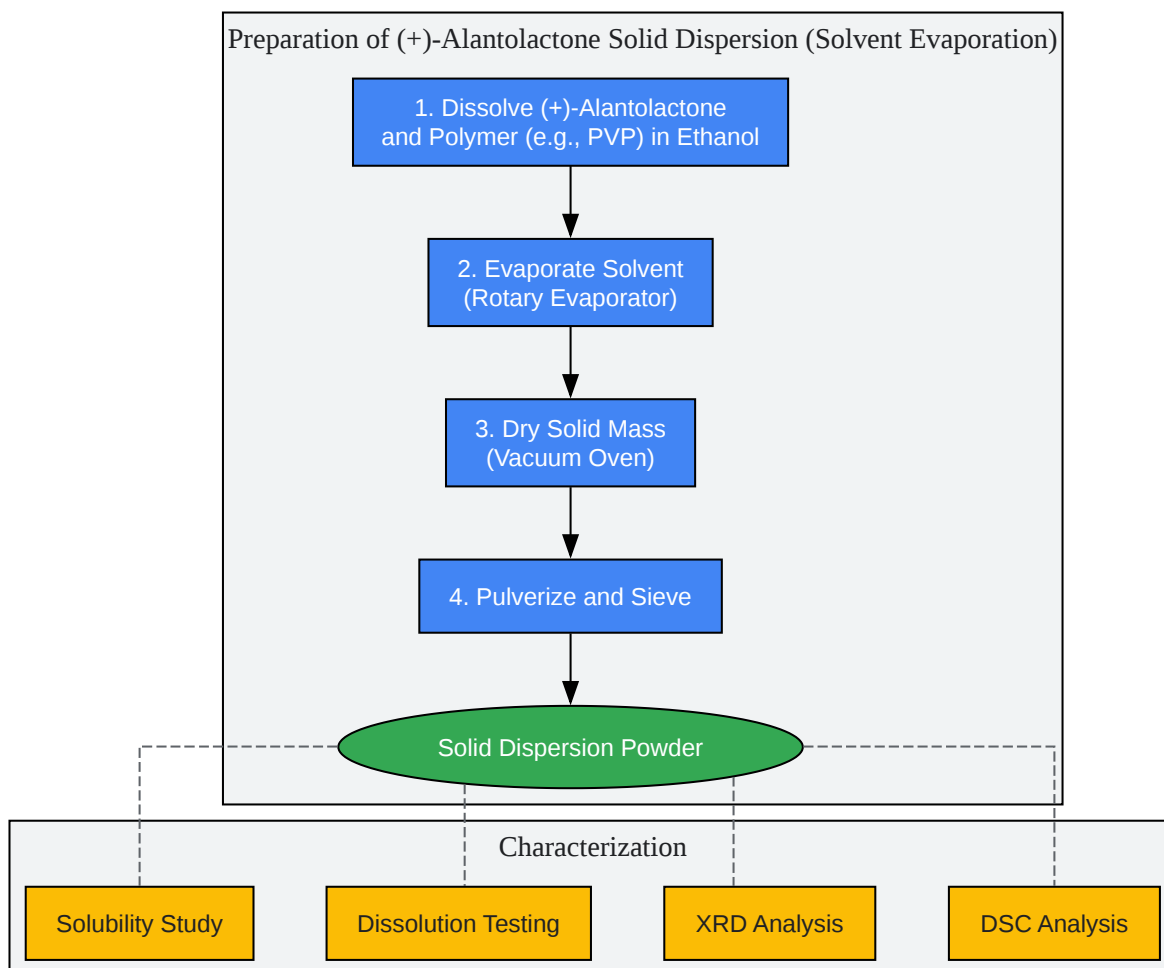 Preparation of (+)-Alantolactone Solid Dispersion (Solvent Evaporation)
1. Dissolve (+)-Alantolactone
and Polymer (e.g., PVP) in Ethanol
2. Evaporate Solvent
(Rotary Evaporator)
3. Dry Solid Mass
(Vacuum Oven)
4. Pulverize and Sieve
Solid Dispersion Powder
Characterization
Solubility Study
Dissolution Testing
XRD Analysis
DSC Analysis